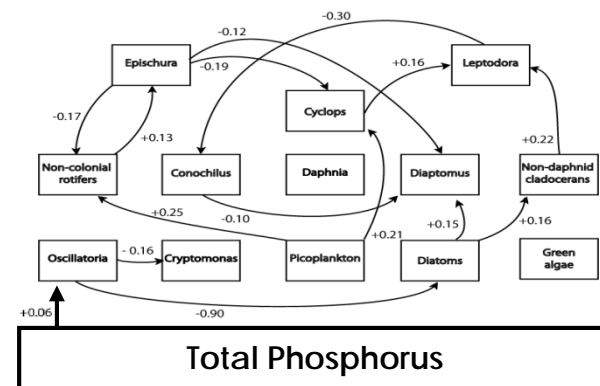 -0.30
-0.12
Epischura
Leptodora
-0.19
+0.16
Cyclops
-0.17
+0.13
+0.22
Non-colonial
rotifers
Conochilus
Daphnia
Diaptomus
Non-daphnid
cladocerans
+0.25
-0.10
+0.21
+0.15
+0.16
Oscillatoria
- 0.16
Cryptomonas
Picoplankton
Diatoms
Green
algae
+0.06
-0.90
Total Phosphorus